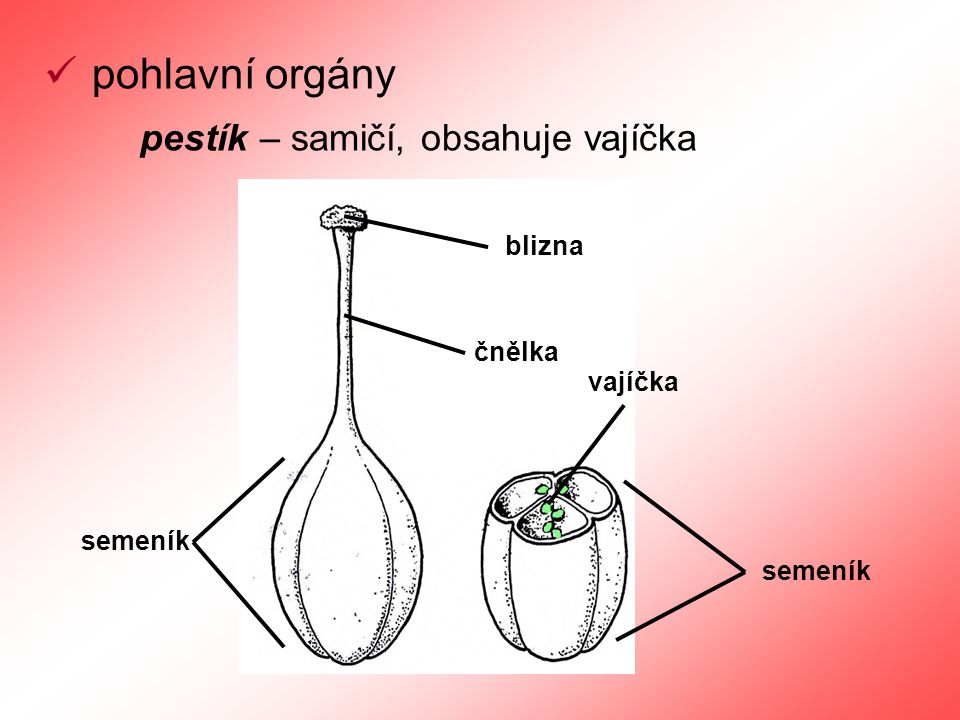 ✓ pohlavní orgány
pestík – samičí, obsahuje vajíčka
blizna
čnělka
vajíčka
semeník
semeník